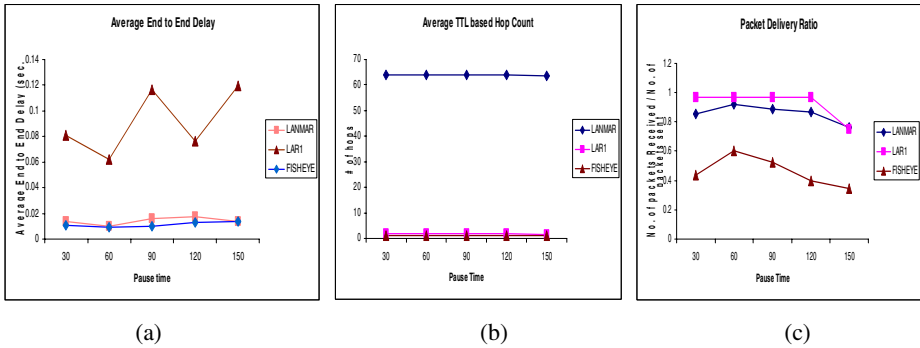 Average End to End Delay
Average End to End Delay (sec.
0.14
0.12
0.1
0.08
0.06
0.04
0.02
0
30 60 90 120 150
Pause Time
LANMAR
LAR1
FISHEYE
(a)
Average TTL based Hop Count
# of hops
70
60
50
40
30
20
10
0
30 60 90 120 150
Pause Time
LANMAR
LAR1
FISHEYE
(b)
Packet Delivery Ratio
No. of packets Received / No. of
packets sent
1.2
1
0.8
0.6
0.4
0.2
0
30 60 90 120 150
Pause Time
LANMAR
LAR1
FISHEYE
(c)